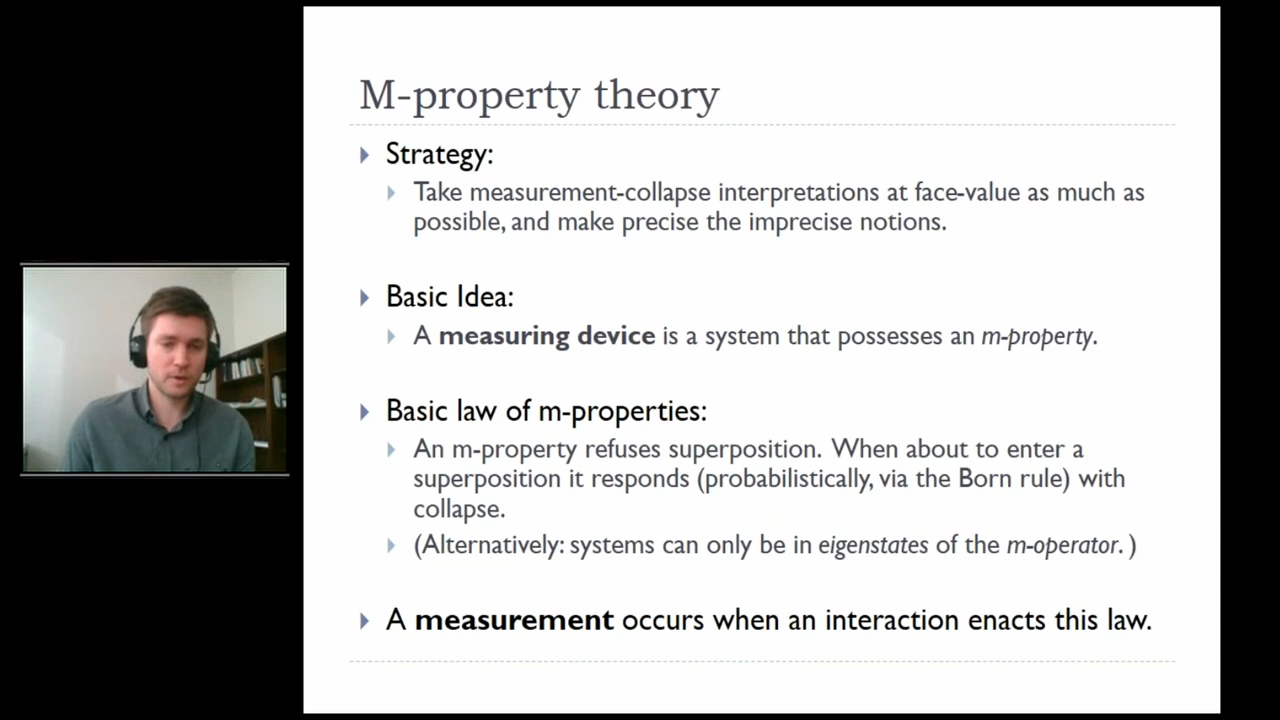 M-property theory
Strategy:
Take measurement-collapse interpretations at face-value as much as
possible, and make precise the imprecise notions.
Basic Idea:
A measuring device is a system that possesses an m-property.
Basic law of m-properties:
An m-property refuses superposition. When about to enter a
superposition it responds (probabilistically, via the Born rule) with
collapse.
(Alternatively: systems can only be in eigenstates of the m-operator. )
A measurement occurs when an interaction enacts this law.